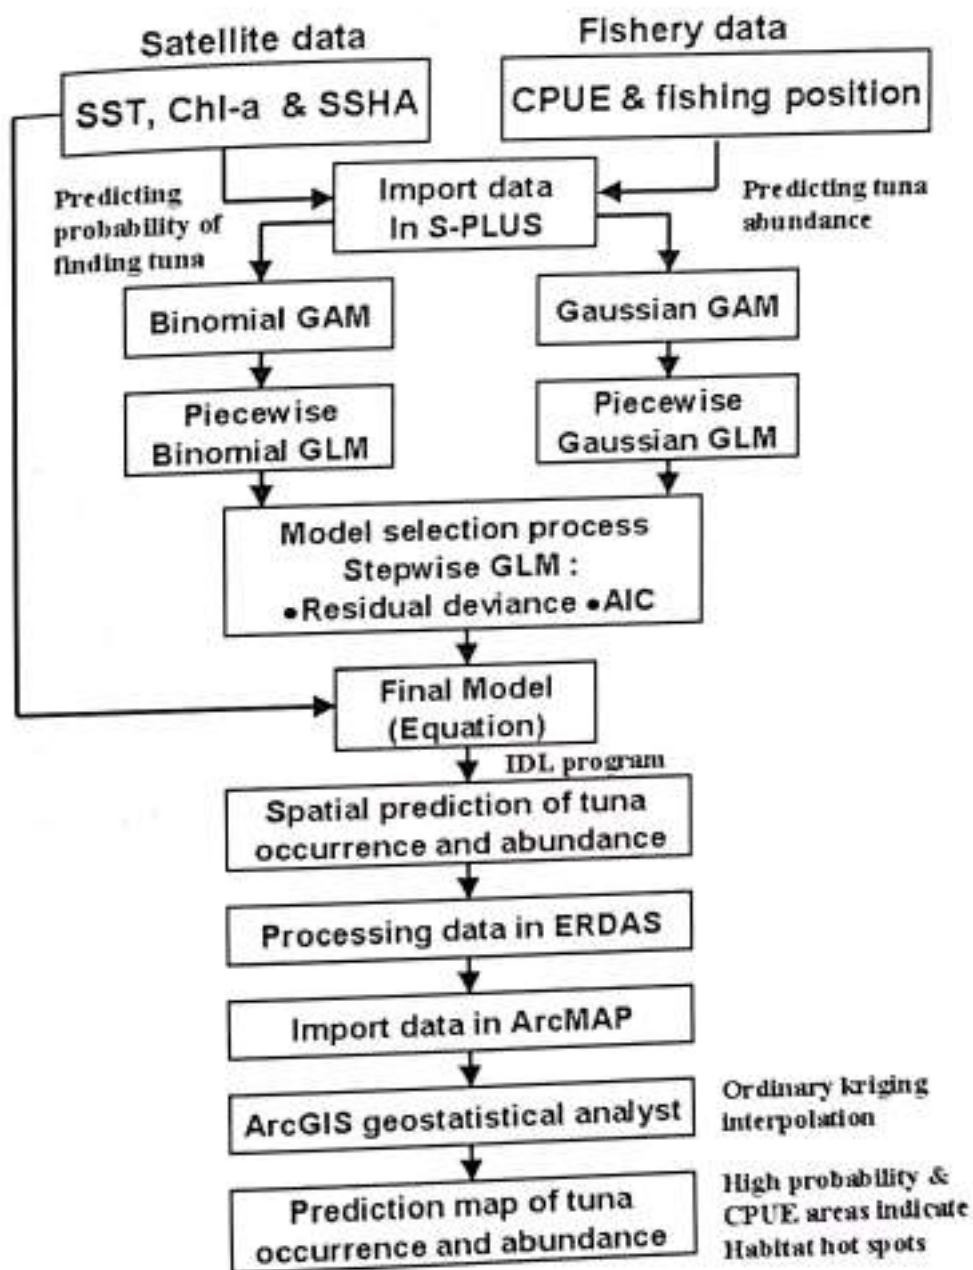 Satellite data
Fishery data
SST, Chl-a & SSHA
CPUE & fishing position
Predicting
probability of
finding tuna
Import data
In S-PLUS
Predicting tuna
abundance
Binomial GAM
Gaussian GAM
Piecewise
Binomial GLM
Piecewise
Gaussian GLM
Model selection process
Stepwise GLM :
•Residual deviance •AIC
Final Model
(Equation)
IDL program
Spatial prediction of tuna
occurrence and abundance
Processing data in ERDAS
Import data in ArcMAP
ArcGIS geostatistical analyst
Ordinary kriging
interpolation
Prediction map of tuna
occurrence and abundance
High probability &
CPUE areas indicate
Habitat hot spots